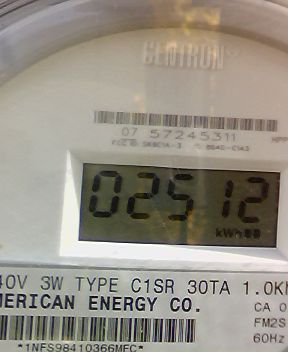 CENTRON
07 57245311
02512
kWh
40V 3W TYPE C1SR 30TA 1.0K
MERICAN ENERGY CO.
CA 0
FM2S
60Hz
*1NFS98410366MFC*